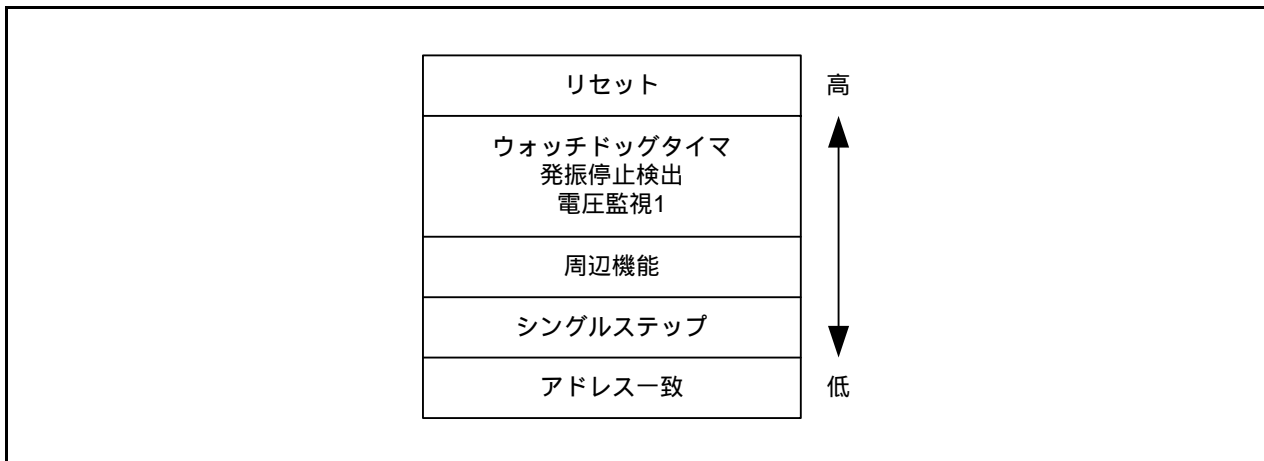 リセット
高
ウォッチドッグタイマ
発振停止検出
電圧監視1
周辺機能
シングルステップ
アドレス一致
低